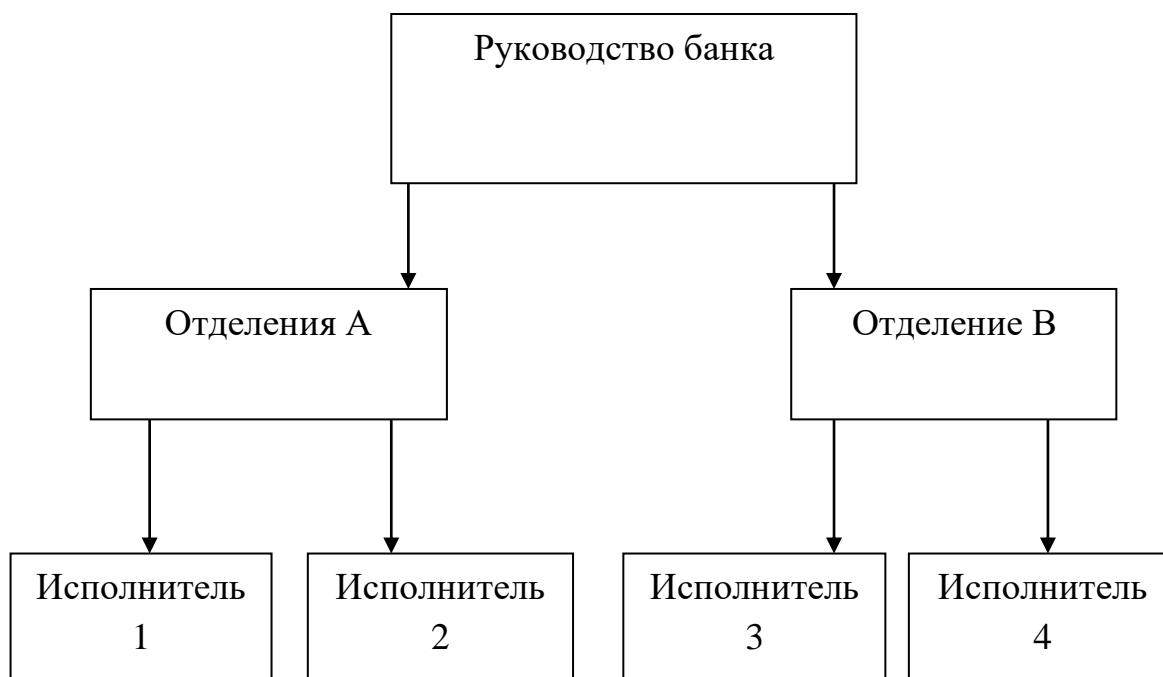 Руководство банка
Отделения А
Отделение В
Исполнитель
1
Исполнитель
2
Исполнитель
3
Исполнитель
4